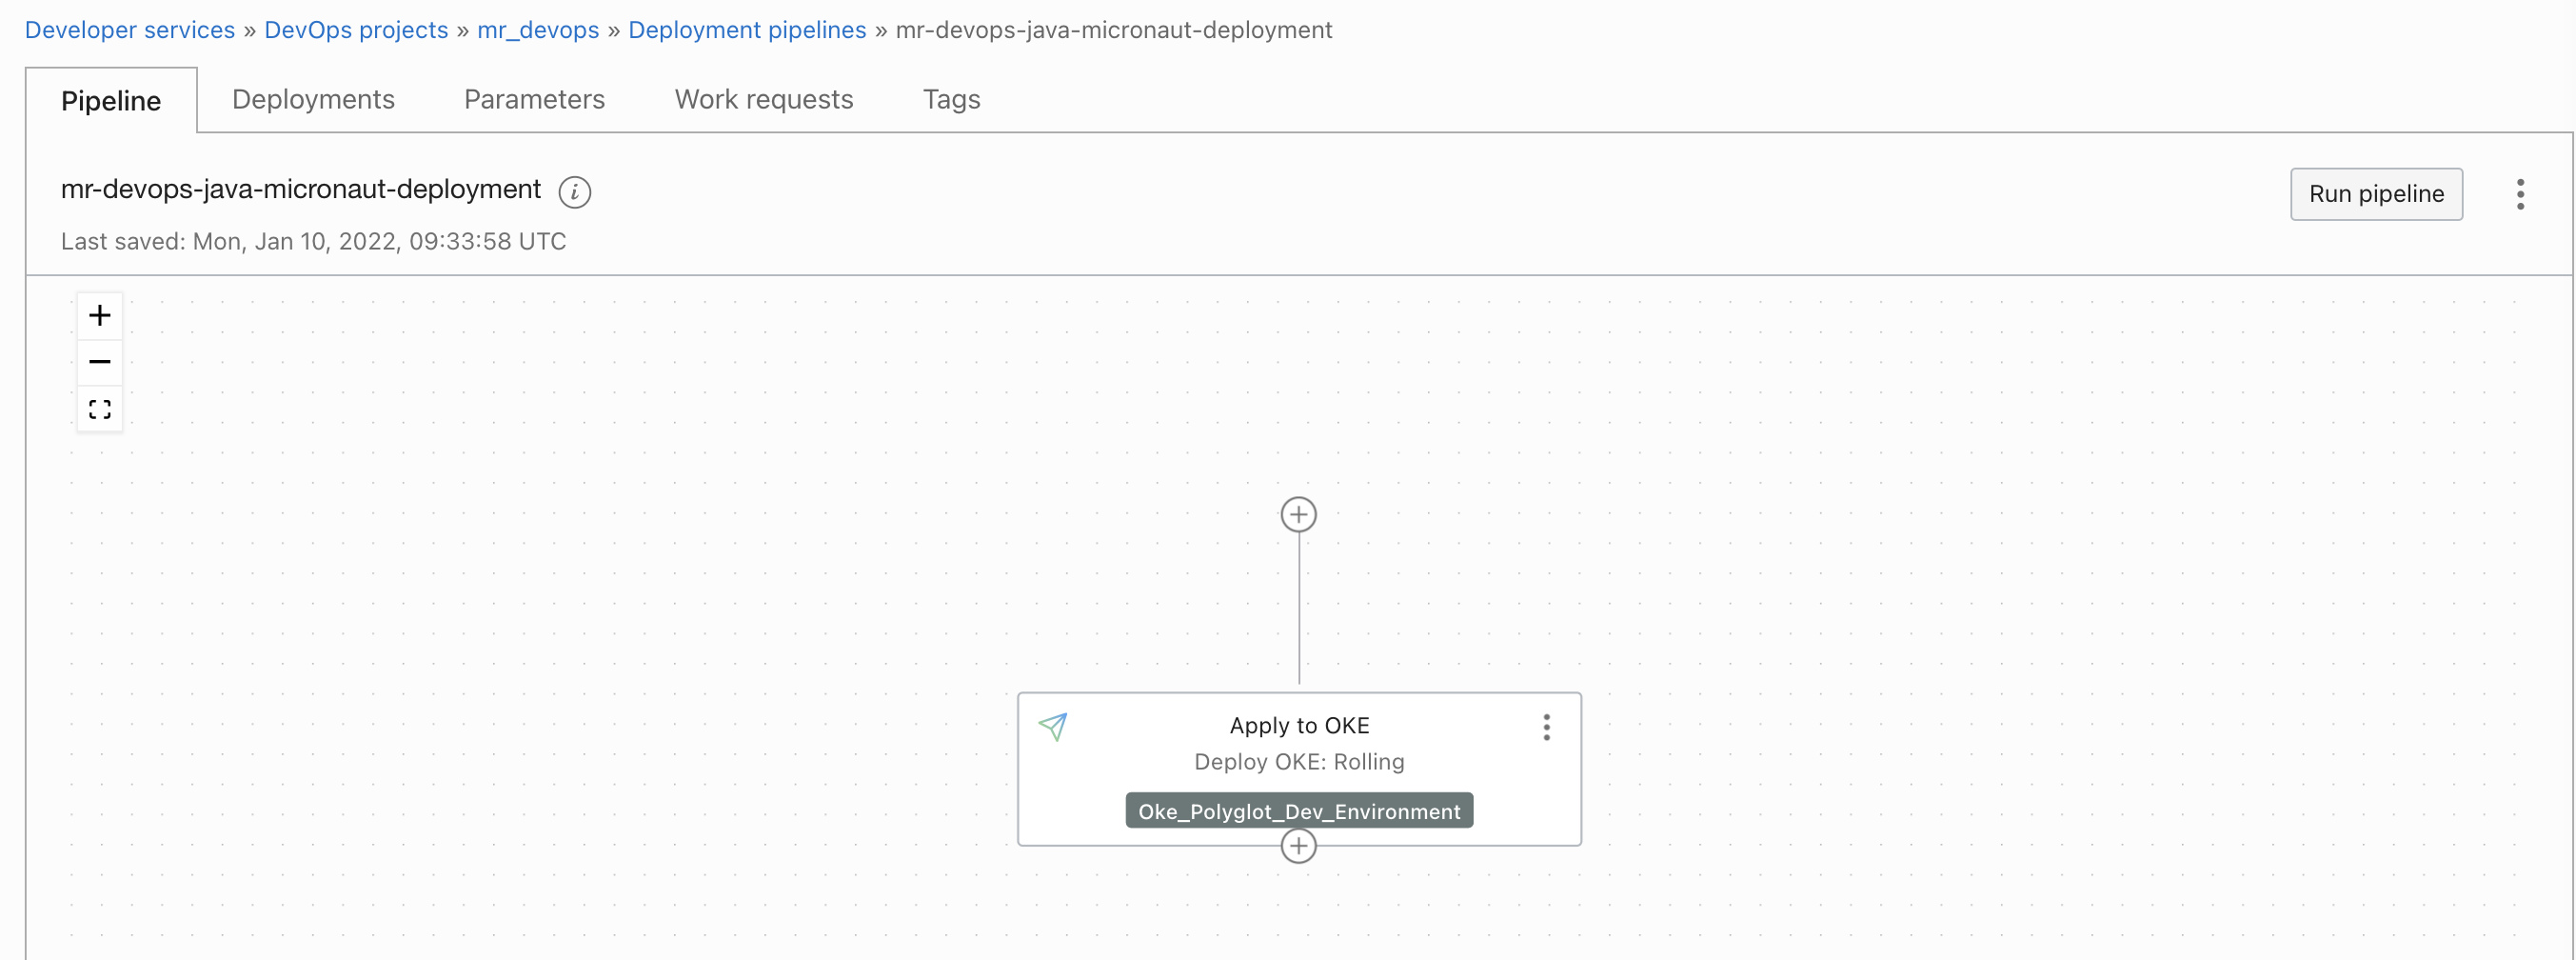 Developer services » DevOps projects » mr_devops » Deployment pipelines » mr-devops-java-micronaut-deployment
Pipeline Deployments Parameters Work requests Tags
mr-devops-java-micronaut-deployment i
Run pipeline
Last saved: Mon, Jan 10, 2022, 09:33:58 UTC
Apply to OKE
Deploy OKE: Rolling
Oke_Polyglot_Dev_Environment